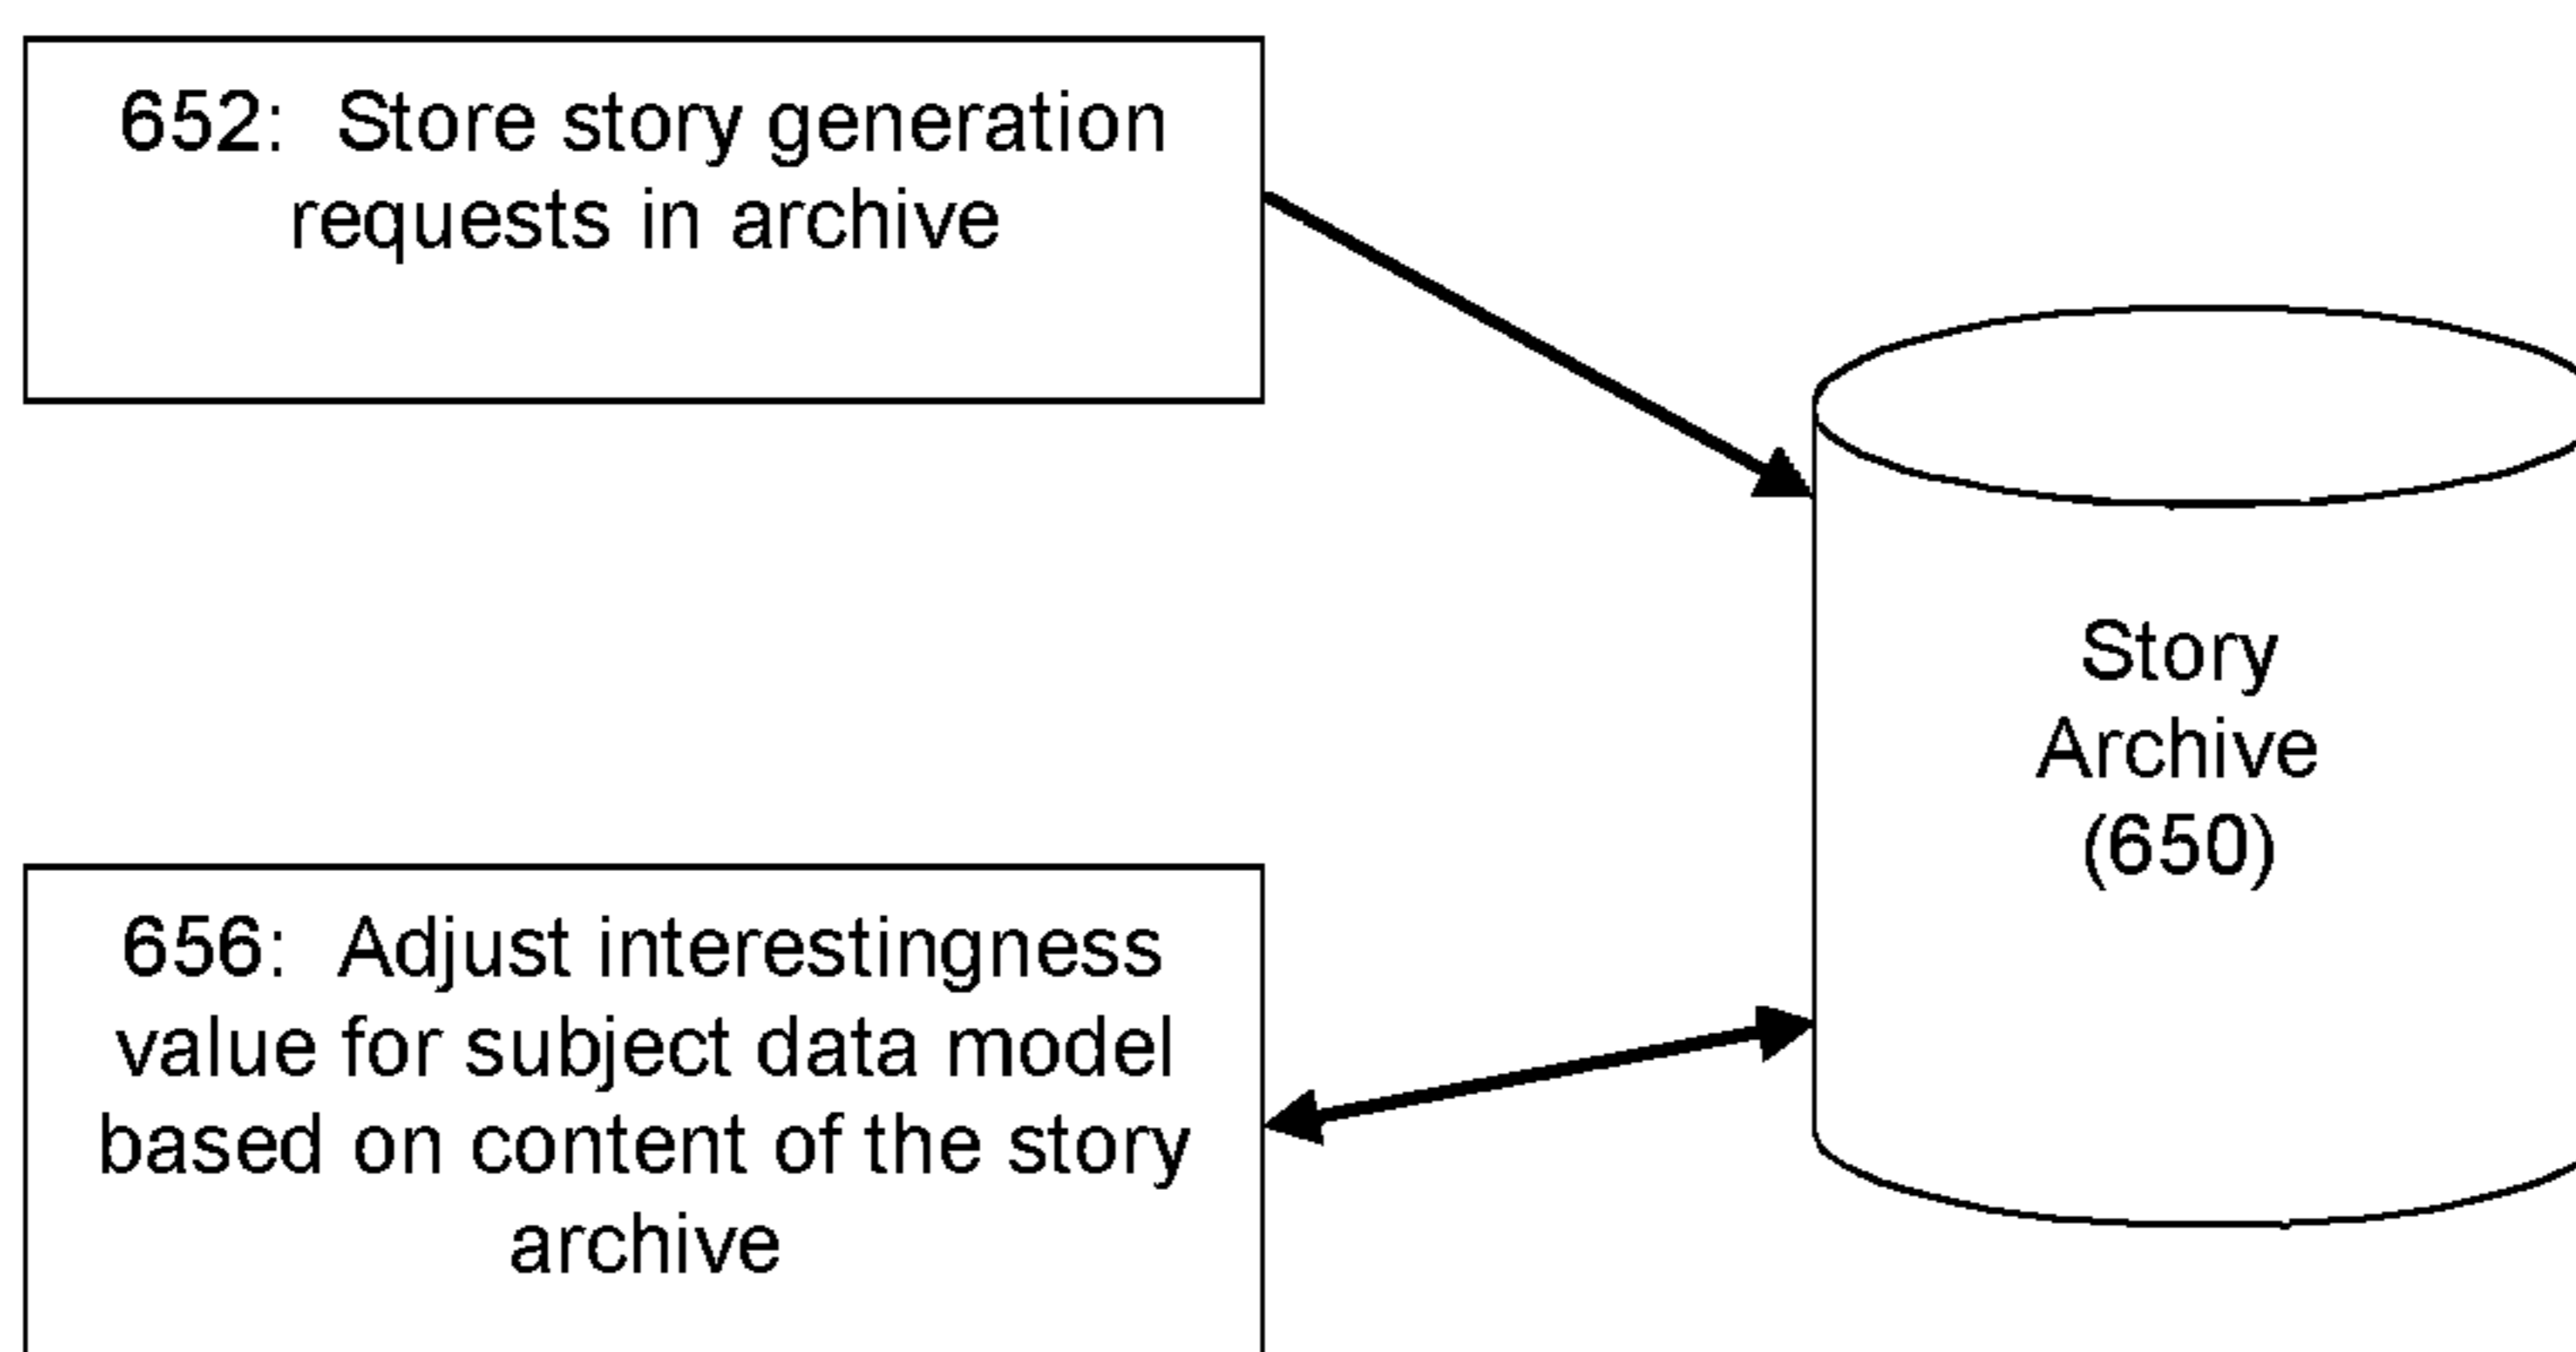 652:  Store story generation
requests in archive
Story
Archive
(650)
656:  Adjust interestingness
value for subject data model
based on content of the story
archive